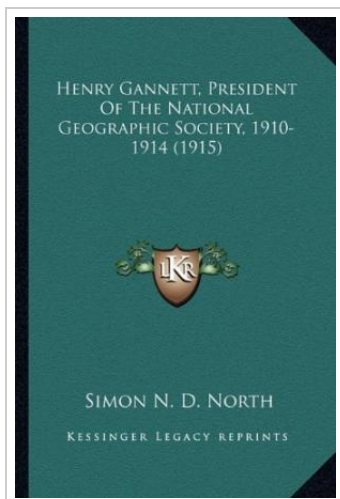 Henry Gannett, President
Of The National
Geographic Society, 1910-
1914 (1915)
LKR
Simon N. D. North
Kessinger Legacy reprints